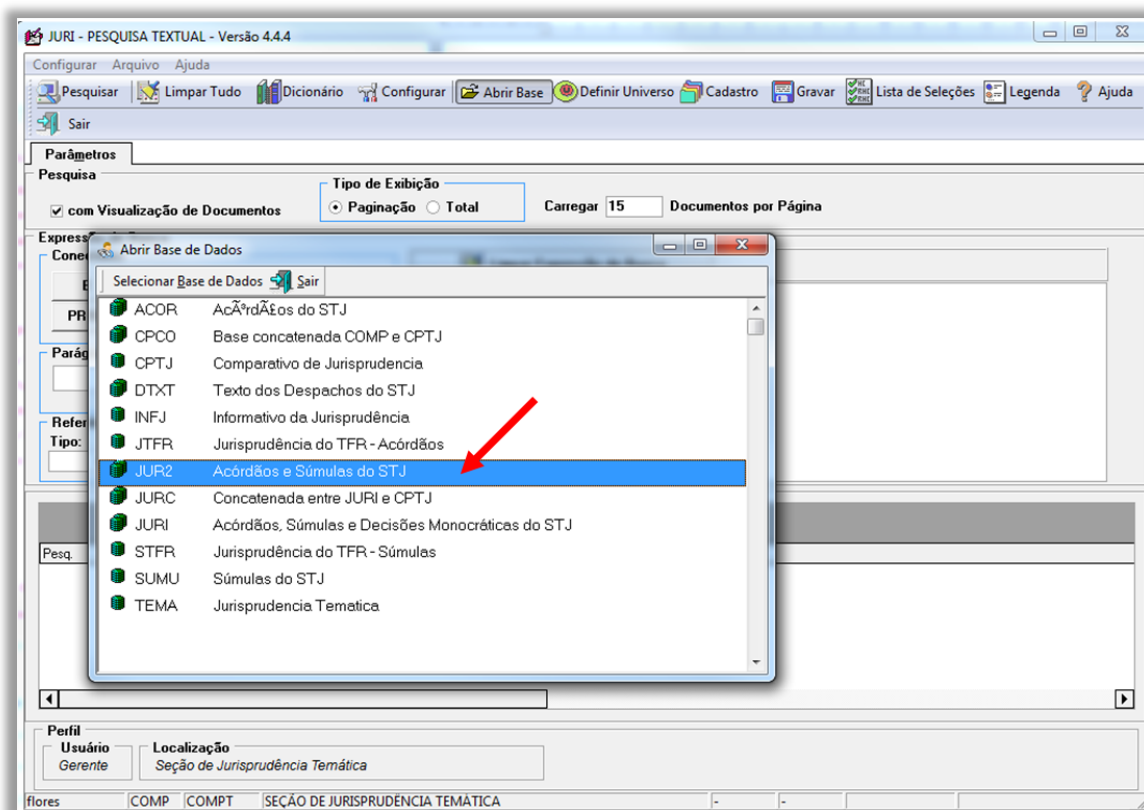 JURI - PESQUISA TEXTUAL - Versão 4.4.4
Configurar Arquivo Ajuda
Pesquisar Limpar Tudo Dicionário Configurar Abrir Base Definir Universo Cadastro Gravar Lista de Seleções Legenda Ajuda
Sair
Parâmetros
Pesquisa
com Visualização de Documentos
Tipo de Exibição
Paginação Total
Carregar 15 Documentos por Página
Abrir Base de Dados
Selecionar Base de Dados Sair
ACOR AcÃ³rdÃ£os do STJ
CPCO Base concatenada COMP e CPTJ
CPTJ Comparativo de Jurisprudencia
DTXT Texto dos Despachos do STJ
INFJ Informativo da Jurisprudência
JTFR Jurisprudência do TFR - Acórdãos
JUR2 Acórdãos e Súmulas do STJ
JURC Concatenada entre JURI e CPTJ
JURI Acórdãos, Súmulas e Decisões Monocráticas do STJ
STFR Jurisprudência do TFR - Súmulas
SUMU Súmulas do STJ
TEMA Jurisprudencia Tematica
PR
Tipo:
Pesq.
Perfil
Usuário
Gerente
Localização
Seção de Jurisprudência Temática
flores COMP COMPT SEÇÃO DE JURISPRUDÊNCIA TEMÁTICA - -